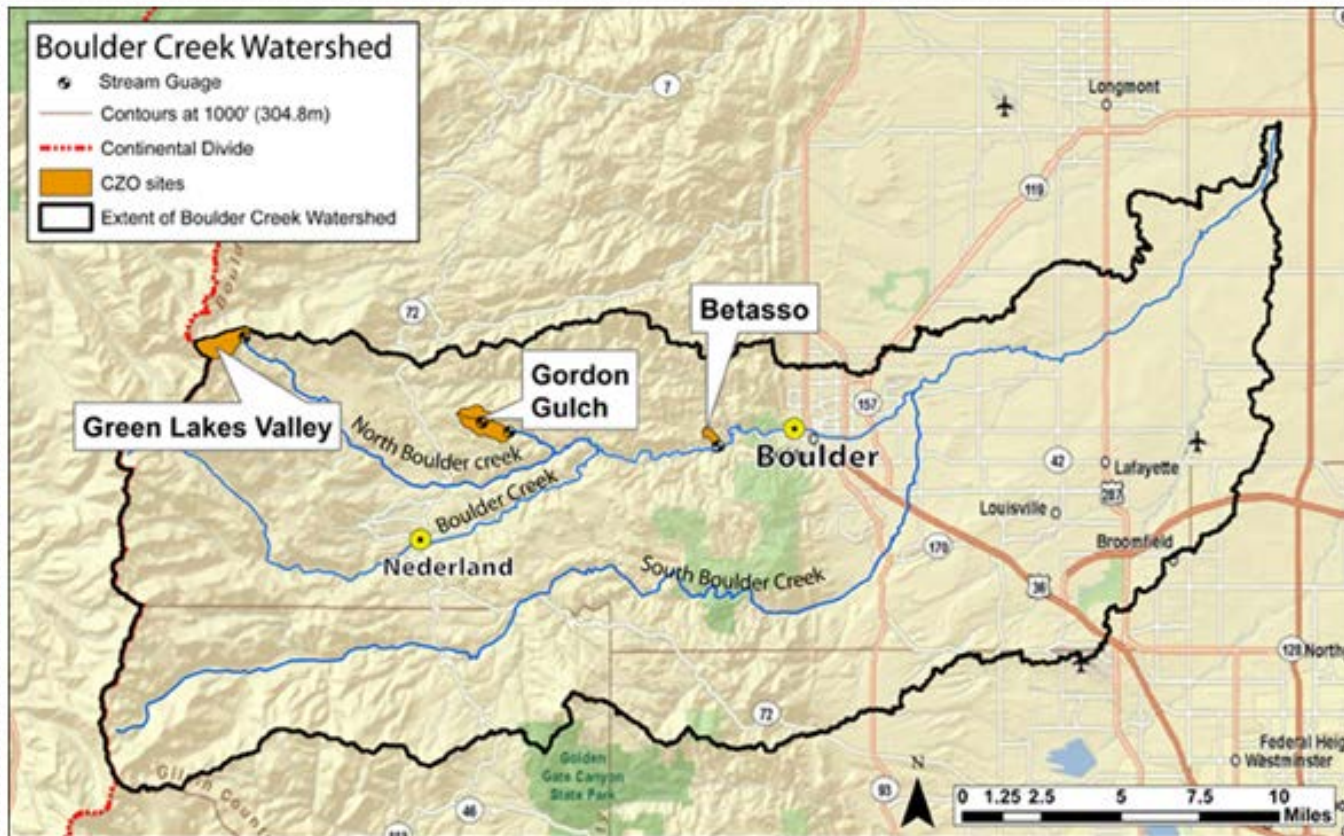 Boulder Creek Watershed
Stream Guage
Contours at 1000' (304.8m)
Continental Divide
CZO sites
Extent of Boulder Creek Watershed
7
Longmont
119
72
Betasso
Gordon
Gulch
Green Lakes Valley
North Boulder creek
157
Boulder
Boulder Creek
42
Lafayette
287
Louisville
Nederland
Broomfield
170
South Boulder Creek
36
128
North
72
Golden
Gate Canyon
State Park
Federal Heig
Westminster
N
93
46
0 1.25 2.5 5 7.5 10
Miles